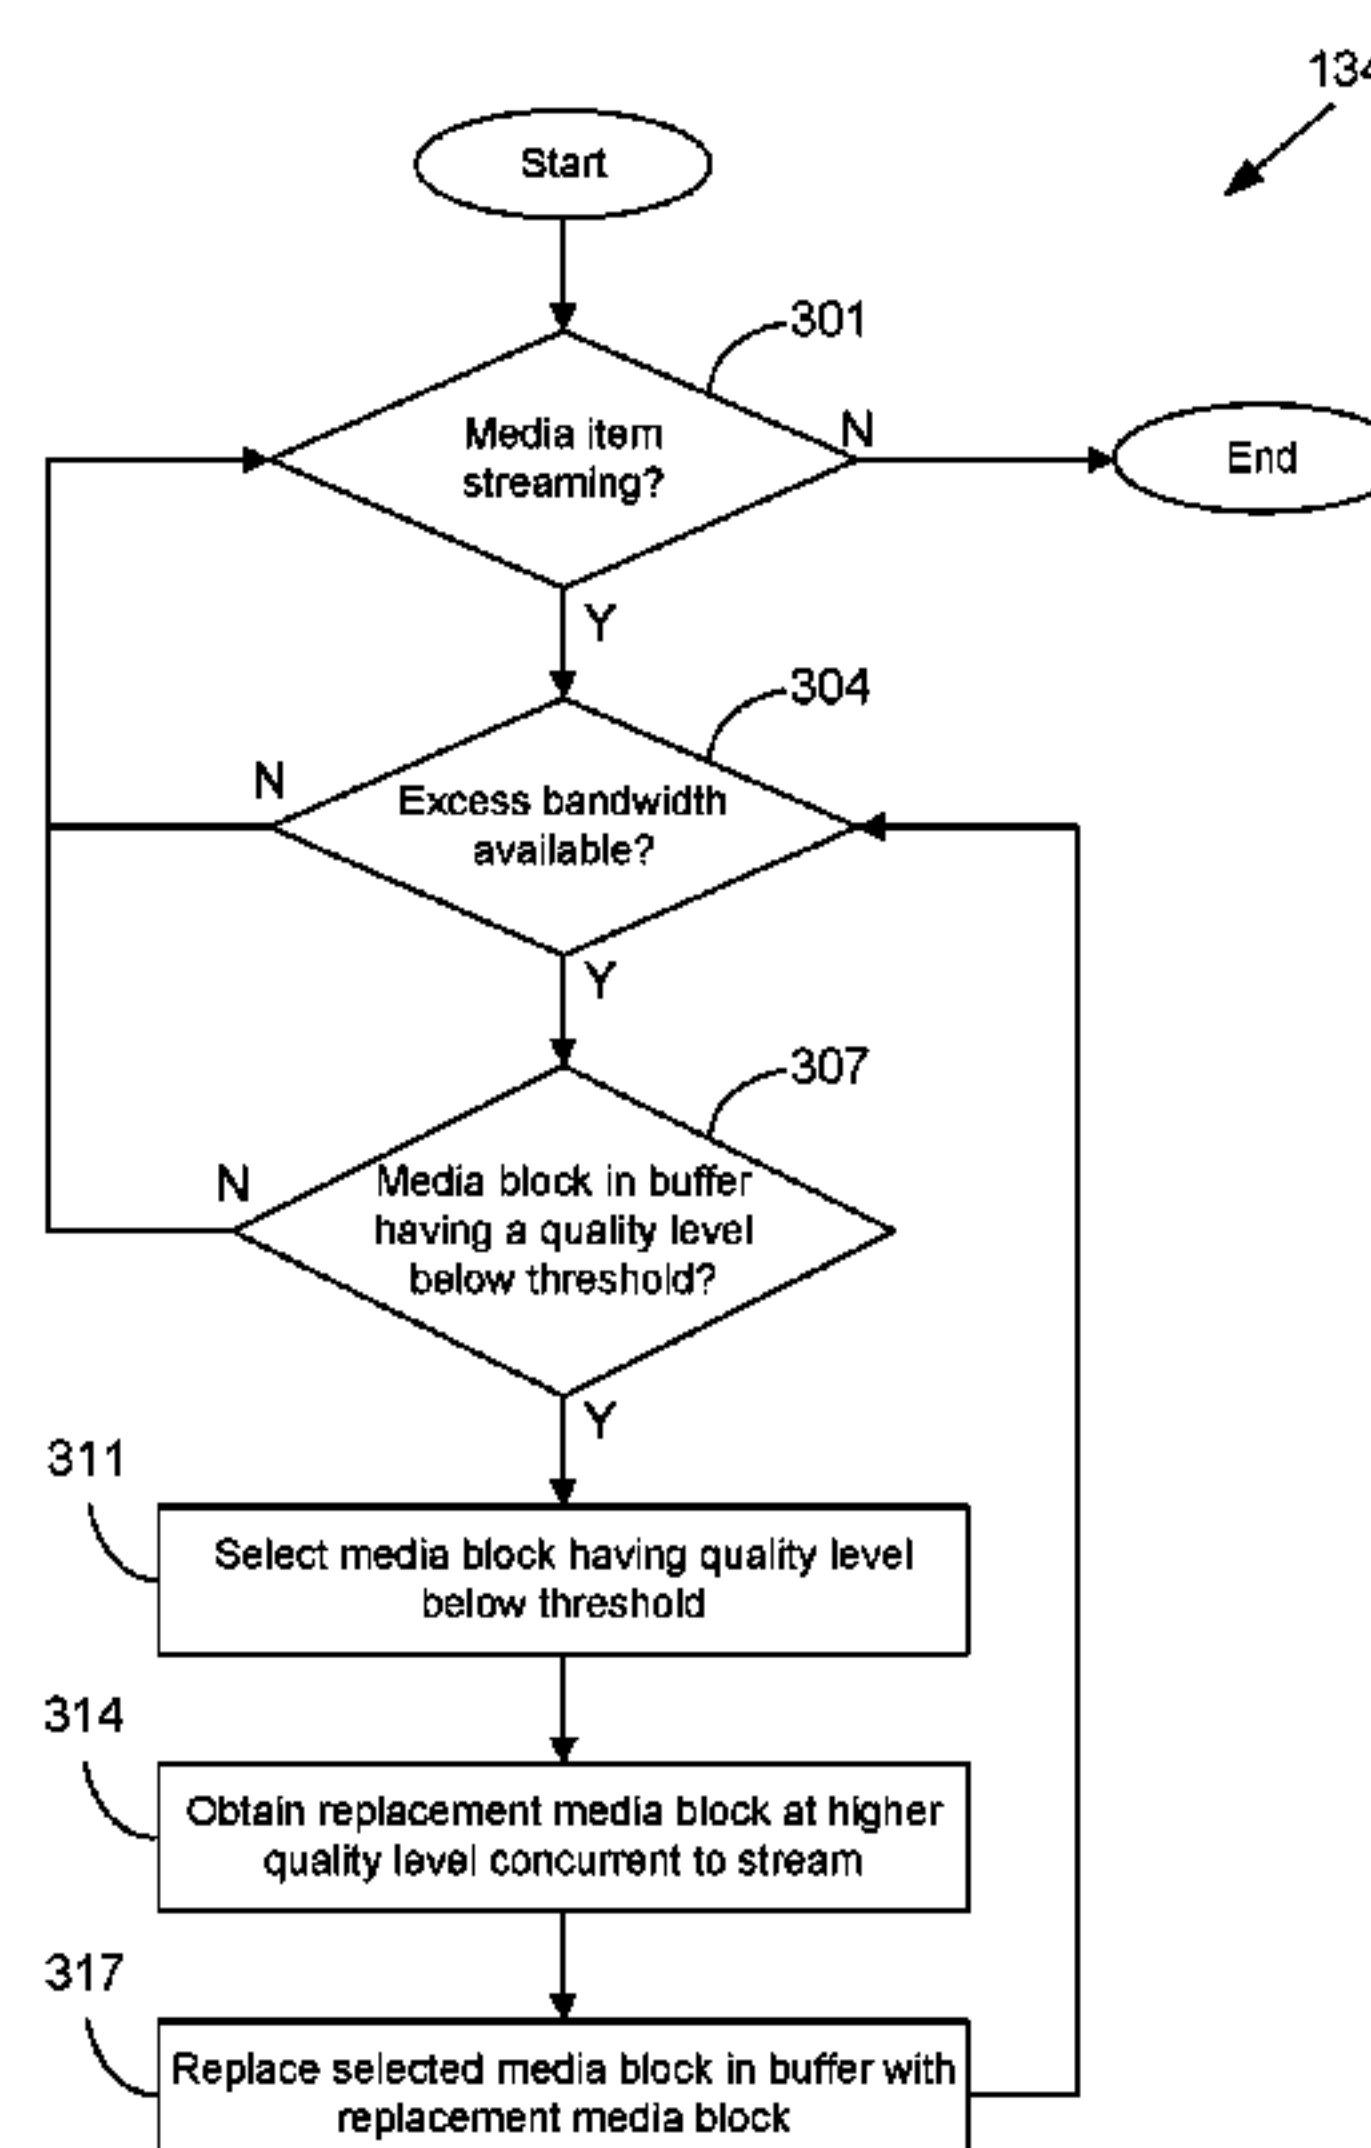 134
Start
301
Media item
streaming?
N
End
Y
304
N
Excess bandwidth
available?
Y
307
N
Media block in buffer
having a quality level
below threshold?
Y
311
Select media block having quality level
below threshold
314
Obtain replacement media block at higher
quality level concurrent to stream
317
Replace selected media block in buffer with
replacement media block